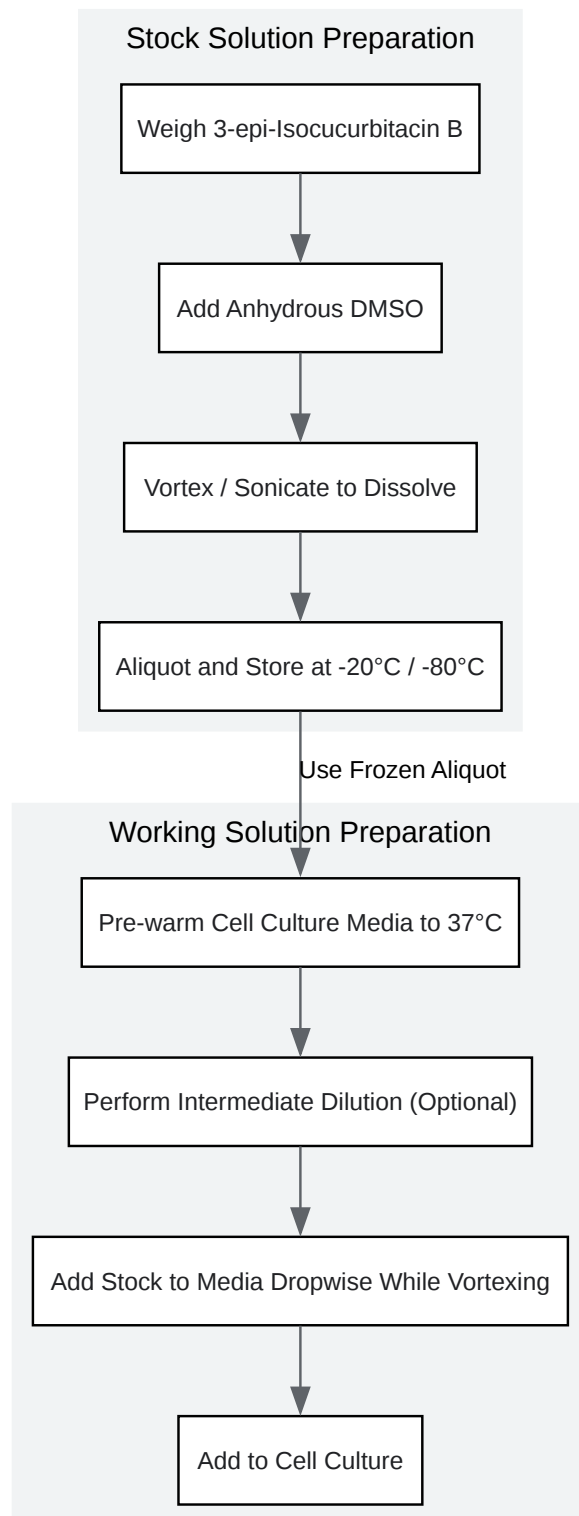 Stock Solution Preparation
Weigh 3-epi-Isocucurbitacin B
Add Anhydrous DMSO
Vortex / Sonicate to Dissolve
Aliquot and Store at -20°C / -80°C
Use Frozen Aliquot
Working Solution Preparation
Pre-warm Cell Culture Media to 37°C
Perform Intermediate Dilution (Optional)
Add Stock to Media Dropwise While Vortexing
Add to Cell Culture